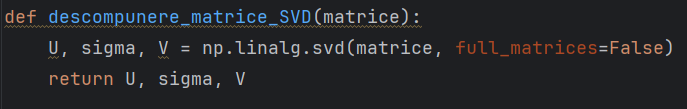 def descompunere_matrice_SVD(matrice):
    U, sigma, V = np.linalg.svd(matrice, full_matrices=False)
    return U, sigma, V